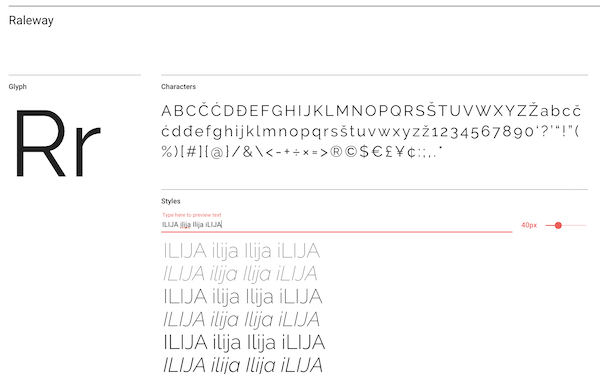 Raleway
Glyph
Characters
Rr
ABCČĆDĐEFGHIJKLMNOPQRSŠTUVWXYZŽabcč
ćdđefghijklmnopqrsštuvwxyzž1234567890‘?’“!”(
%)[#]{@}/&\<-+÷×=>®©$€£¥¢:;,.*
Styles
Type here to preview text
ILIJA ilija Ilija iLIJA
40px
ILIJA ilija Ilija iLIJA
ILIJA ilija Ilija iLIJA
ILIJA ilija Ilija iLIJA
ILIJA ilija Ilija iLIJA
ILIJA ilija Ilija iLIJA
ILIJA ilija Ilija iLIJA